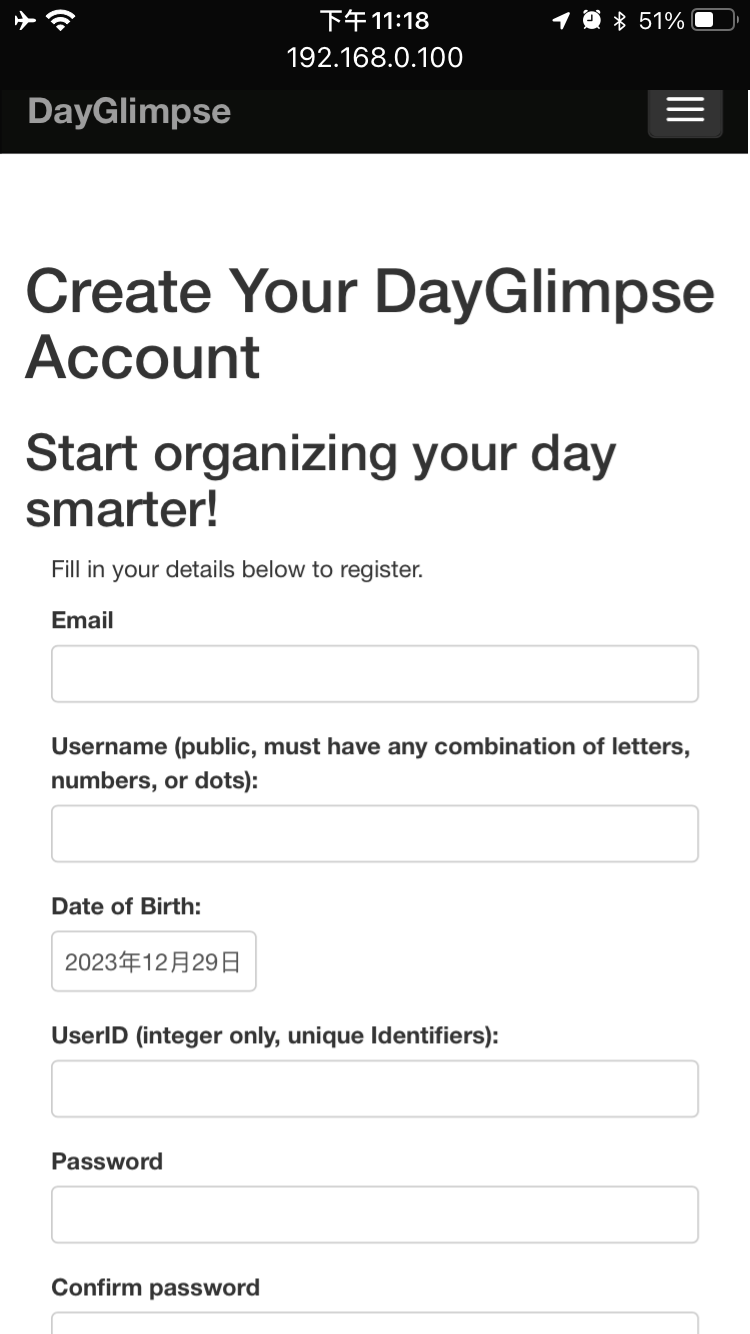 下午11:18
51%
192.168.0.100
DayGlimpse
Create Your DayGlimpse
Account
Start organizing your day
smarter!
Fill in your details below to register.
Email
Username (public, must have any combination of letters,
numbers, or dots):
Date of Birth:
2023年12月29日
UserID (integer only, unique Identifiers):
Password
Confirm password